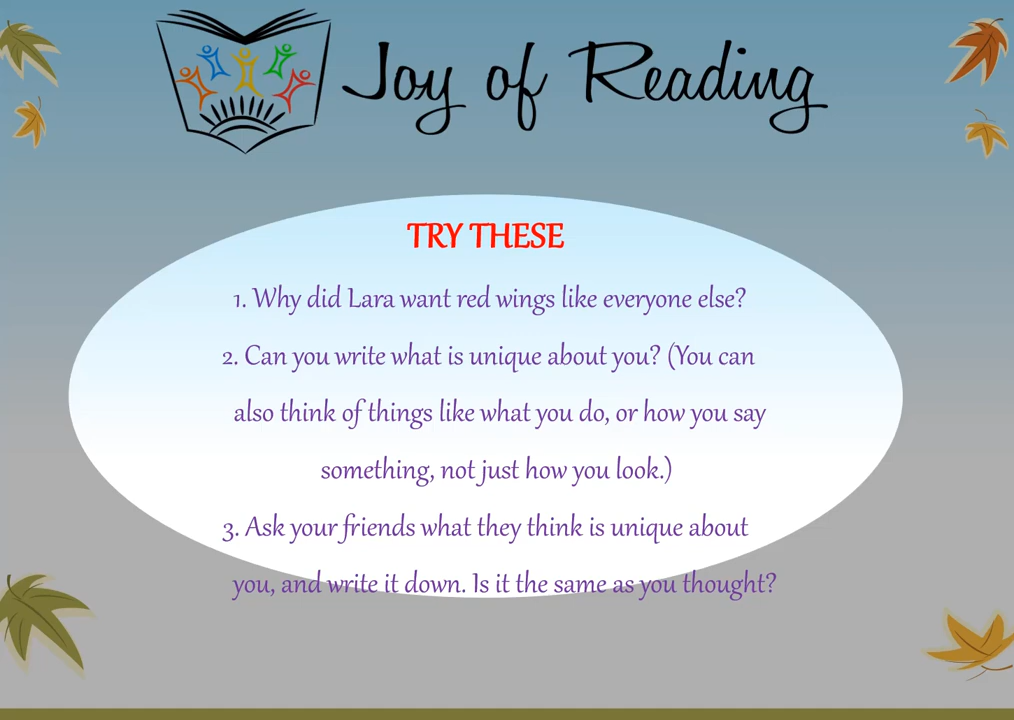 Joy of Reading
TRY THESE
1. Why did Lara want red wings like everyone else?
2. Can you write what is unique about you? (You can
also think of things like what you do, or how you say
something, not just how you look.)
3. Ask your friends what they think is unique about
you, and write it down. Is it the same as you thought?